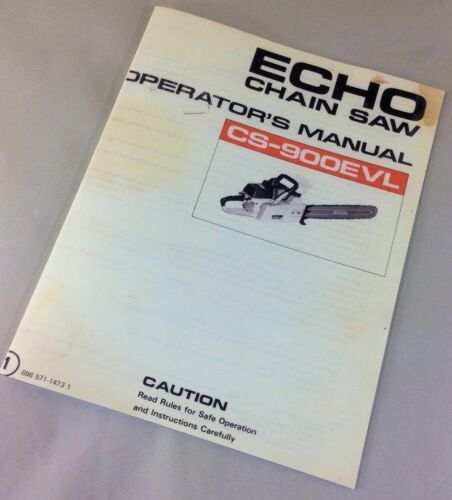 ECHO
CHAIN SAW
OPERATOR'S MANUAL
CS-900EVL
CAUTION
Read Rules for Safe Operation
and Instructions Carefully
1
898 571-1473 1